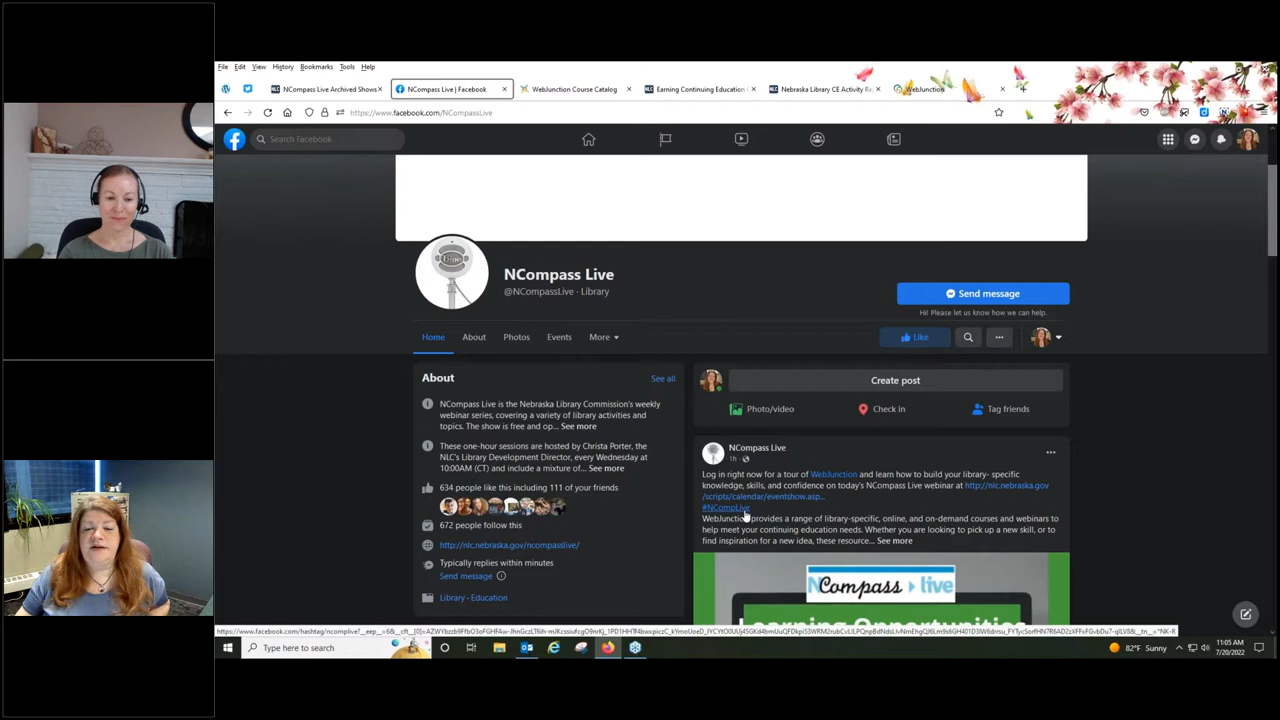 File Edit View History Bookmarks Tools Help
NCompass Live Archived Shows
NCompass Live | Facebook
WebJunction Course Catalog
Earning Continuing Education
Nebraska Library CE Activity Re
WebJunction
https://www.facebook.com/NCompassLive
Search Facebook
NCompass Live
@NCompassLive · Library
Send message
Hi! Please let us know how we can help.
Home About Photos Events More
Like
About
See all
NCompass Live is the Nebraska Library Commission's weekly
webinar series, covering a variety of library activities and
topics. The show is free and op... See more
These one-hour sessions are hosted by Christa Porter, the
NLC's Library Development Director, every Wednesday at
10:00AM (CT) and include a mixture of... See more
634 people like this including 111 of your friends
672 people follow this
http://nlc.nebraska.gov/ncompasslive/
Typically replies within minutes
Send message
Library · Education
Create post
Photo/video
Check in
Tag friends
NCompass Live
1h ·
Log in right now for a tour of WebJunction and learn how to build your library- specific
knowledge, skills, and confidence on today's NCompass Live webinar at http://nlc.nebraska.gov
/scripts/calendar/eventshow.asp...
#NCompLive
WebJunction provides a range of library-specific, online, and on-demand courses and webinars to
help meet your continuing education needs. Whether you are looking to pick up a new skill, or to
find inspiration for a new idea, these resource... See more
NCompass live
Learning Opportunities
Type here to search
82°F Sunny
11:05 AM
7/20/2022